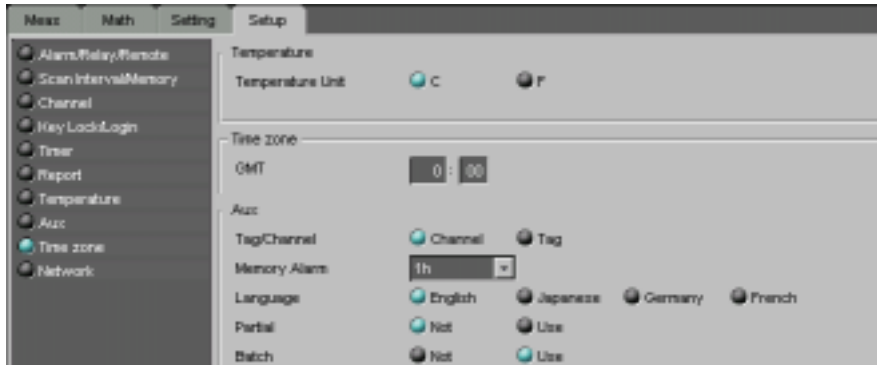 Meas Math Setting Setup
Alarm/Relay/Remote
Scan Interval/Memory
Channel
Key Lock/Login
Timer
Report
Temperature
Aux
Time zone
Network
Temperature
Temperature Unit C F
Time zone
GMT 0 : 00
Aux
Tag/Channel Channel Tag
Memory Alarm 1h
Language English Japanese Germany French
Partial Not Use
Batch Not Use